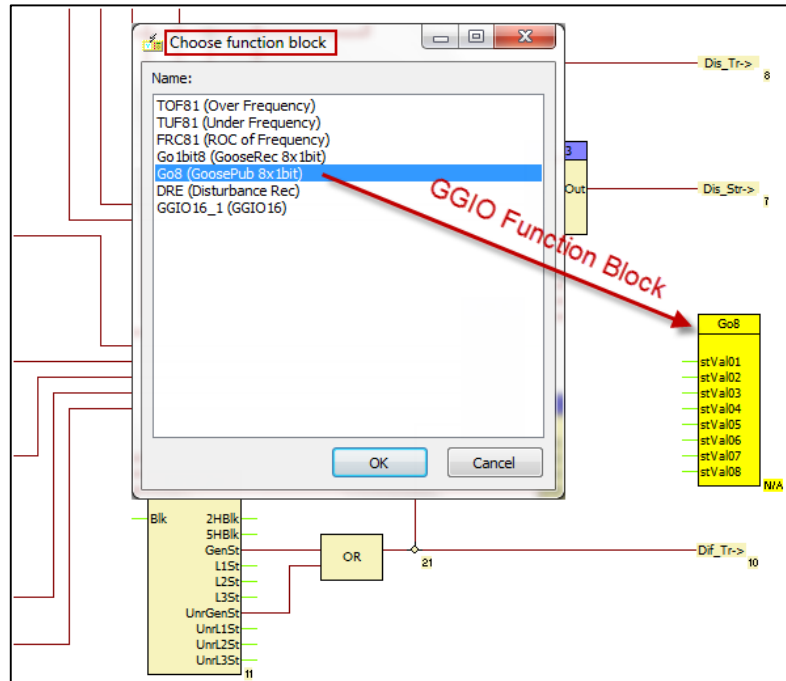 Choose function block
Name:
TOF81 (Over Frequency)
TUF81 (Under Frequency)
FRC81 (ROC of Frequency)
Go1bit8 (GooseRec 8x1bit)
Go8 (GoosePub 8x1bit)
DRE (Disturbance Rec)
GGIO16_1 (GGIO16)
OK
Cancel
GGIO Function Block
Dis_Tr->
8
3
Out
Dis_Str->
7
Go8
stVal01
stVal02
stVal03
stVal04
stVal05
stVal06
stVal07
stVal08
N/A
Blk
2HBlk
5HBlk
GenSt
L1St
L2St
L3St
UnrGenSt
UnrL1St
UnrL2St
UnrL3St
11
OR
21
Dif_Tr->
10